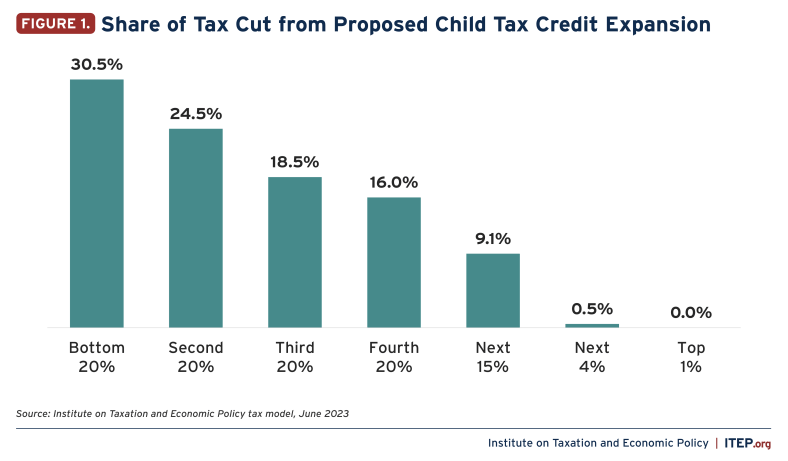 FIGURE 1. Share of Tax Cut from Proposed Child Tax Credit Expansion
30.5%
24.5%
18.5%
16.0%
9.1%
0.5%
0.0%
Bottom 20%
Second 20%
Third 20%
Fourth 20%
Next 15%
Next 4%
Top 1%
Source: Institute on Taxation and Economic Policy tax model, June 2023
Institute on Taxation and Economic Policy | ITEP.org